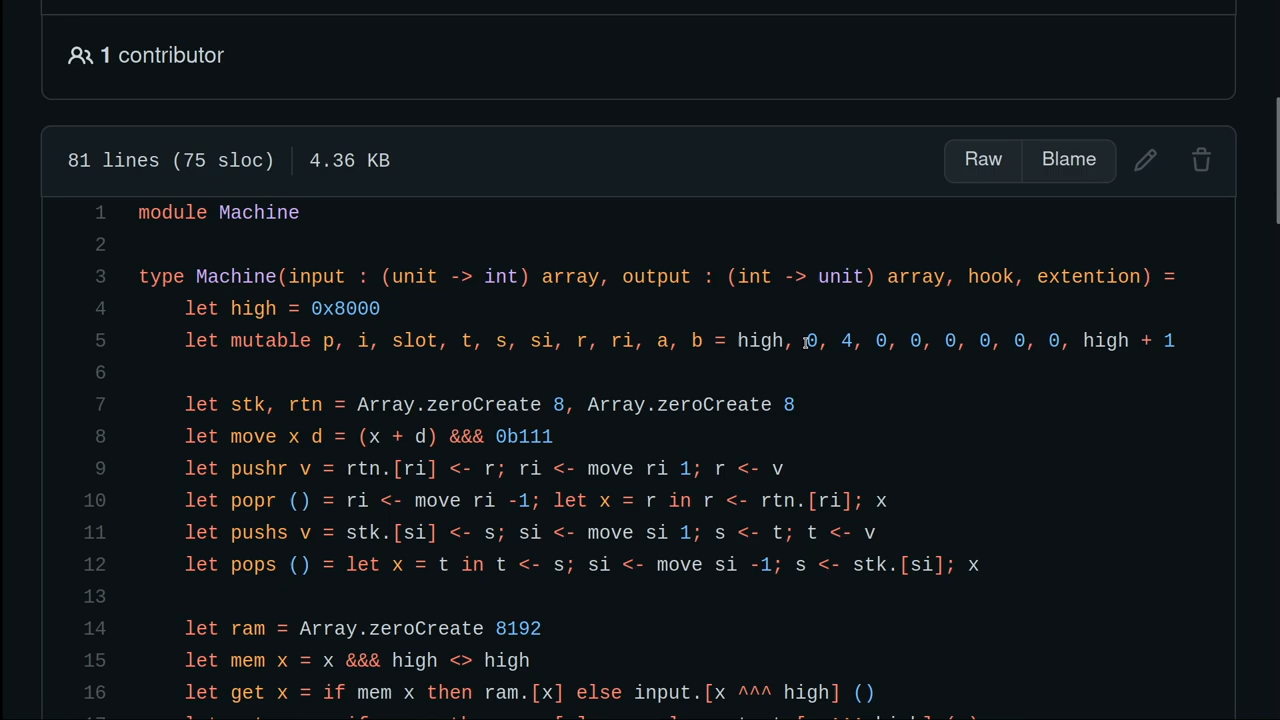 1 contributor
81 lines (75 sloc) 4.36 KB Raw Blame
1 module Machine
2
3 type Machine(input : (unit -> int) array, output : (int -> unit) array, hook, extention) =
4 let high = 0x8000
5 let mutable p, i, slot, t, s, si, r, ri, a, b = high, 0, 4, 0, 0, 0, 0, 0, 0, high + 1
6
7 let stk, rtn = Array.zeroCreate 8, Array.zeroCreate 8
8 let move x d = (x + d) &&& 0b111
9 let pushr v = rtn.[ri] <- r; ri <- move ri 1; r <- v
10 let popr () = ri <- move ri -1; let x = r in r <- rtn.[ri]; x
11 let pushs v = stk.[si] <- s; si <- move si 1; s <- t; t <- v
12 let pops () = let x = t in t <- s; si <- move si -1; s <- stk.[si]; x
13
14 let ram = Array.zeroCreate 8192
15 let mem x = x &&& high <> high
16 let get x = if mem x then ram.[x] else input.[x ^^^ high] ()